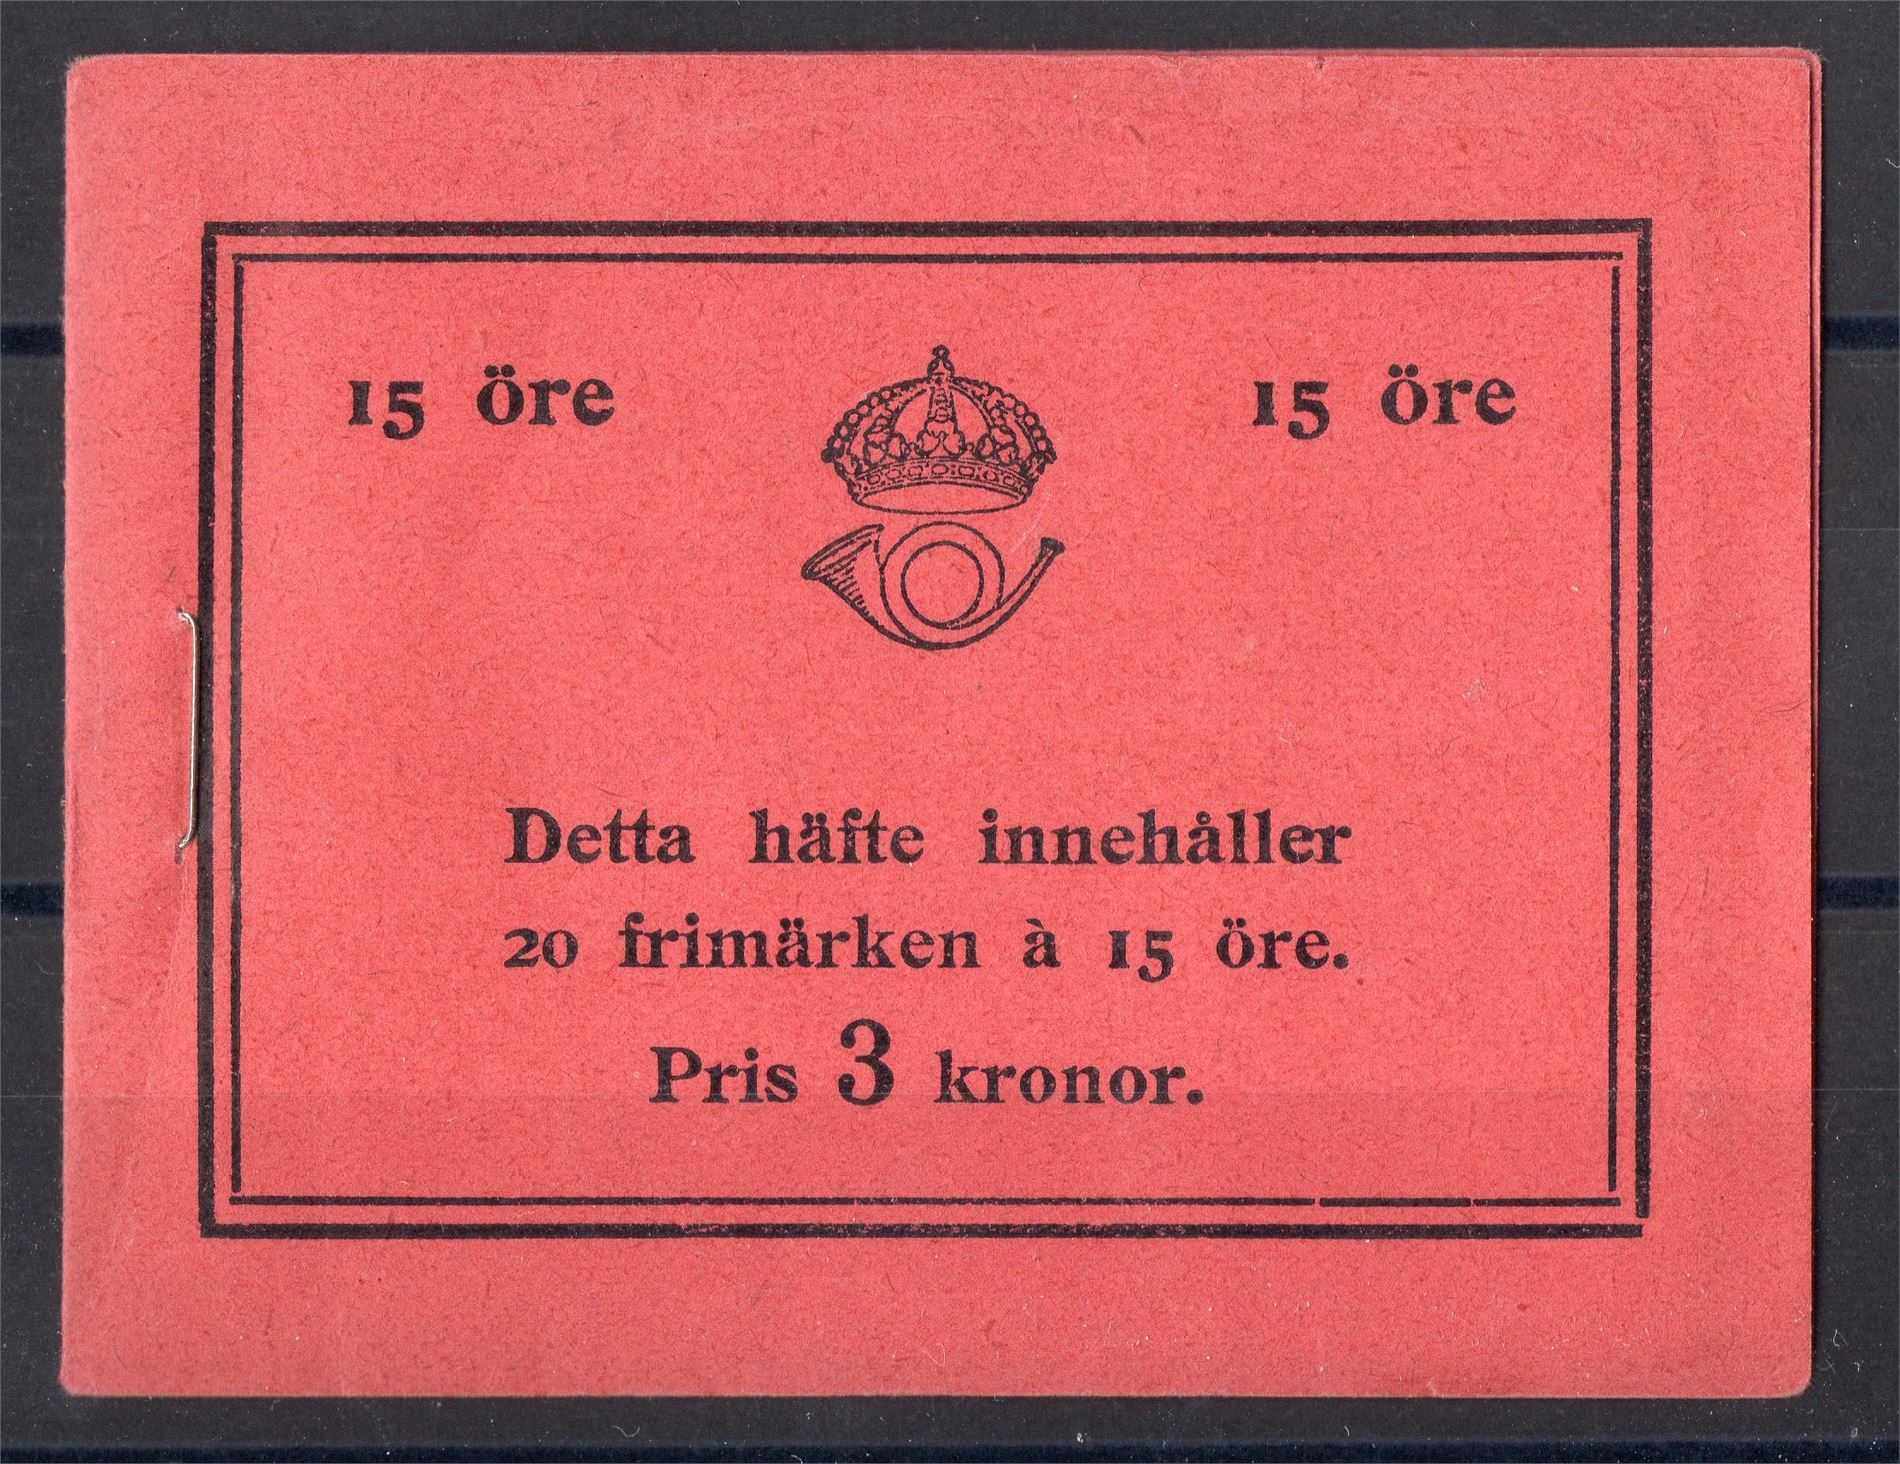 15 öre 15 öre
Detta häfte innehåller
20 frimärken à 15 öre.
Pris 3 kronor.